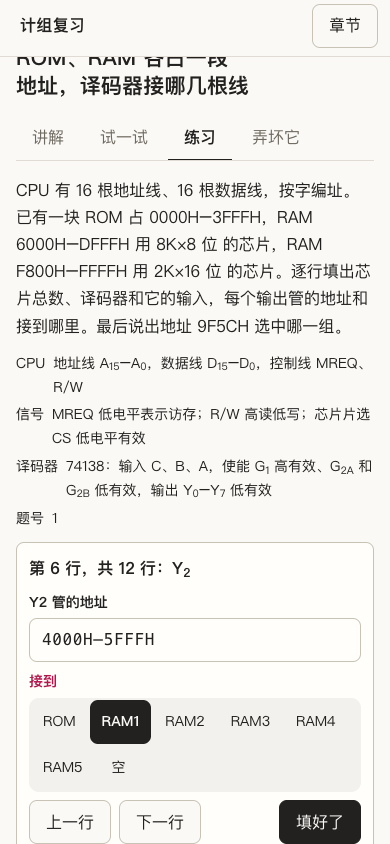 计组复习
章节
ROM、RAM 各占一段
地址，译码器接哪几根线
讲解
试一试
练习
弄坏它
CPU 有 16 根地址线、16 根数据线，按字编址。
已有一块 ROM 占 0000H—3FFFH，RAM
6000H—DFFFH 用 8K×8 位 的芯片，RAM
F800H—FFFFH 用 2K×16 位 的芯片。逐行填出芯
片总数、译码器和它的输入，每个输出管的地址和
接到哪里。最后说出地址 9F5CH 选中哪一组。
CPU 地址线 A15—A0，数据线 D15—D0，控制线 MREQ、
R/W
信号 MREQ 低电平表示访存；R/W 高读低写；芯片片选
CS 低电平有效
译码器 74138：输入 C、B、A，使能 G1 高有效、G2A 和
G2B 低有效，输出 Y0—Y7 低有效
题号 1
第 6 行，共 12 行：Y2
Y2 管的地址
4000H—5FFFH
接到
ROM RAM1 RAM2 RAM3 RAM4
RAM5 空
上一行
下一行
填好了